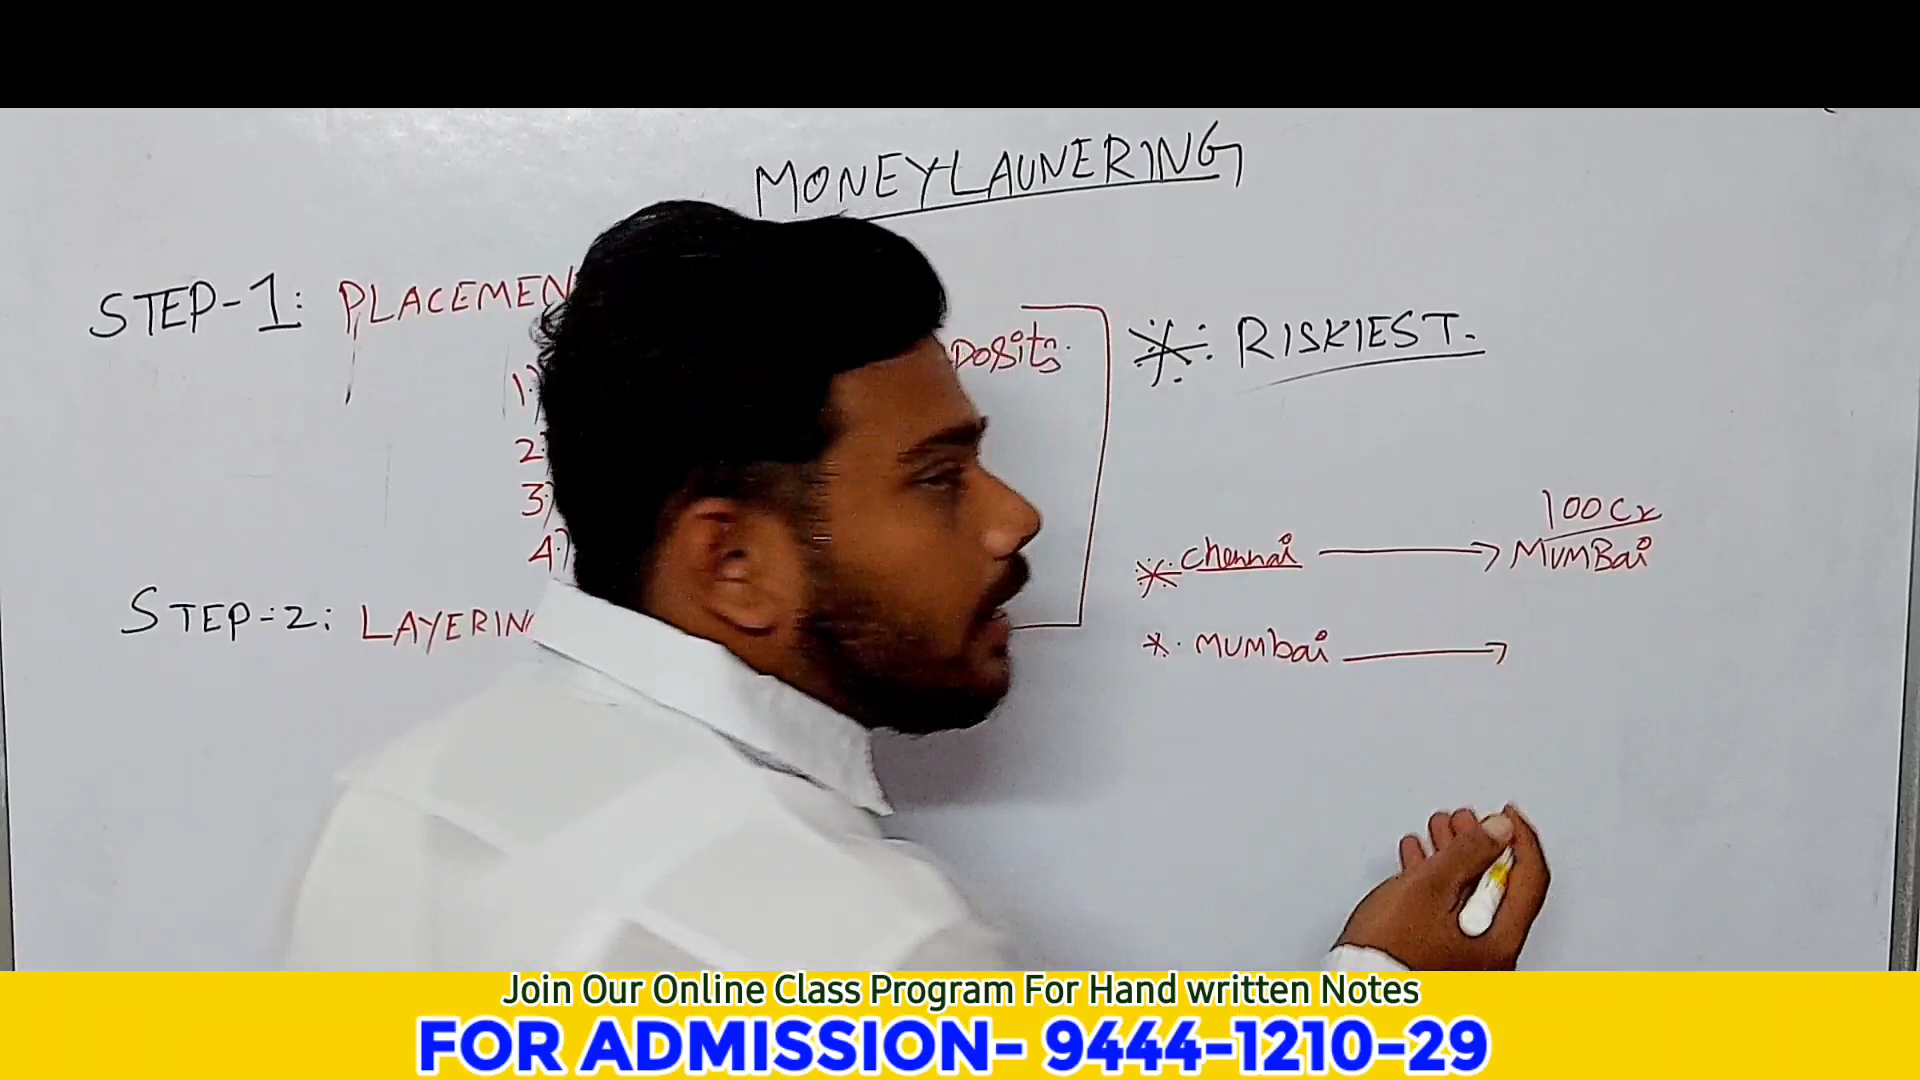 MONEYLAUNERING
STEP-1: PLACEMEN
1.) Posits.
2.)
3.)
4.)
※: RISKIEST.
100 Cr
※. Chennai → MUMBai
*. MUMbai →
STEP-2: LAYERING
Join Our Online Class Program For Hand written Notes
FOR ADMISSION- 9444-1210-29